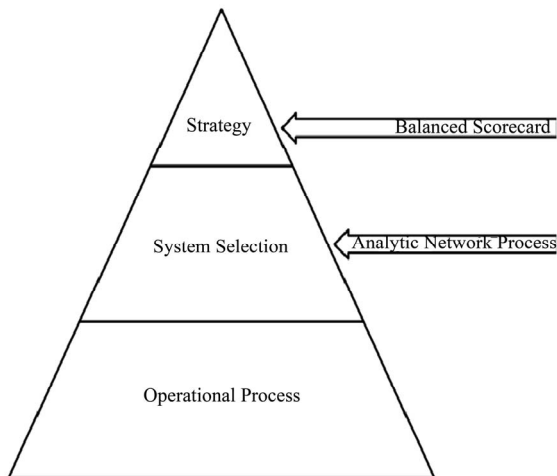 Strategy
Balanced Scorecard
System Selection
Analytic Network Process
Operational Process